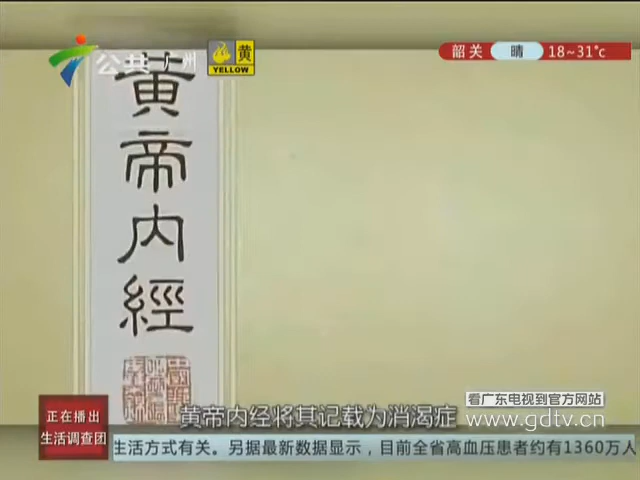 公共 广州
黄
YELLOW
韶关 晴 18~31℃
黄帝内經
黄帝内经将其记载为消渴症
看广东电视到官方网站
www.gdtv.cn
正在播出
生活调查团
生活方式有关。另据最新数据显示，目前全省高血压患者约有1360万人